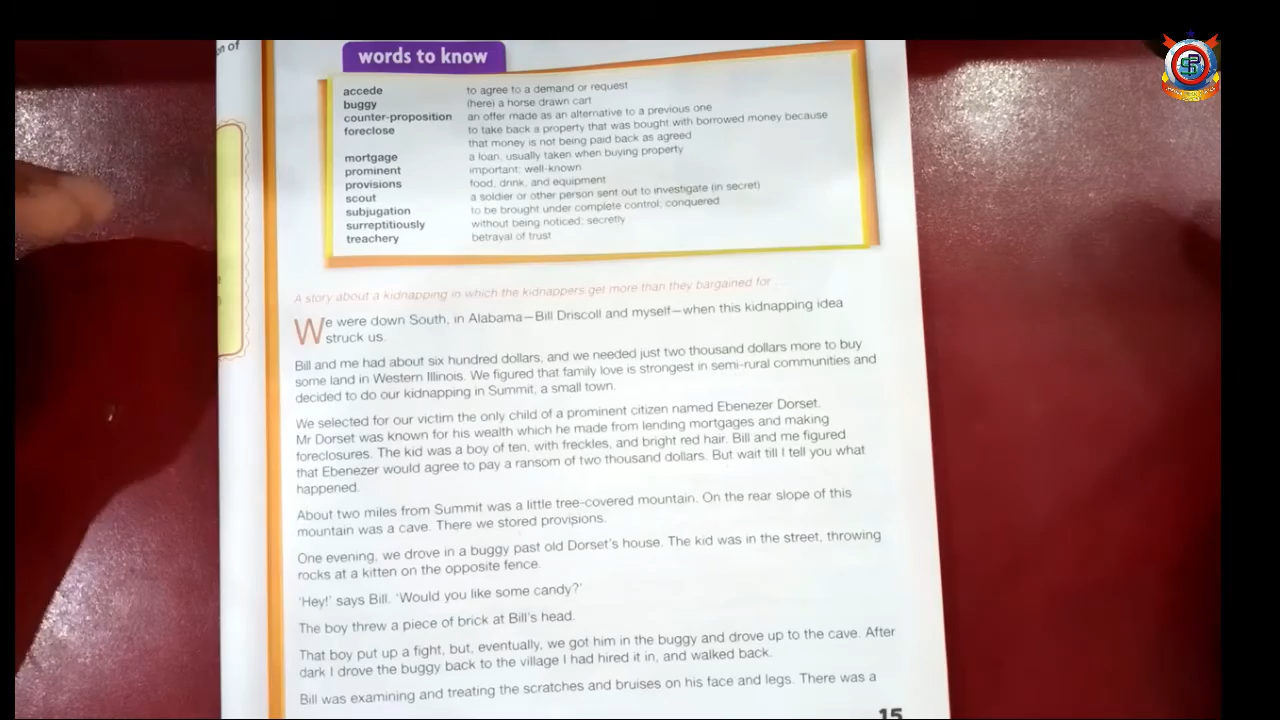 on of
words to know
accede to agree to a demand or request
buggy (here) a horse drawn cart
counter-proposition an offer made as an alternative to a previous one
foreclose to take back a property that was bought with borrowed money because
that money is not being paid back as agreed
mortgage a loan, usually taken when buying property
prominent important; well-known
provisions food, drink, and equipment
scout a soldier or other person sent out to investigate (in secret)
subjugation to be brought under complete control; conquered
surreptitiously without being noticed; secretly
treachery betrayal of trust
A story about a kidnapping in which the kidnappers get more than they bargained for ...
We were down South, in Alabama—Bill Driscoll and myself—when this kidnapping idea
struck us.
Bill and me had about six hundred dollars, and we needed just two thousand dollars more to buy
some land in Western Illinois. We figured that family love is strongest in semi-rural communities and
decided to do our kidnapping in Summit, a small town.
We selected for our victim the only child of a prominent citizen named Ebenezer Dorset.
Mr Dorset was known for his wealth which he made from lending mortgages and making
foreclosures. The kid was a boy of ten, with freckles, and bright red hair. Bill and me figured
that Ebenezer would agree to pay a ransom of two thousand dollars. But wait till I tell you what
happened.
About two miles from Summit was a little tree-covered mountain. On the rear slope of this
mountain was a cave. There we stored provisions.
One evening, we drove in a buggy past old Dorset's house. The kid was in the street, throwing
rocks at a kitten on the opposite fence.
'Hey!' says Bill. 'Would you like some candy?'
The boy threw a piece of brick at Bill's head.
That boy put up a fight, but, eventually, we got him in the buggy and drove up to the cave. After
dark I drove the buggy back to the village I had hired it in, and walked back.
Bill was examining and treating the scratches and bruises on his face and legs. There was a
15